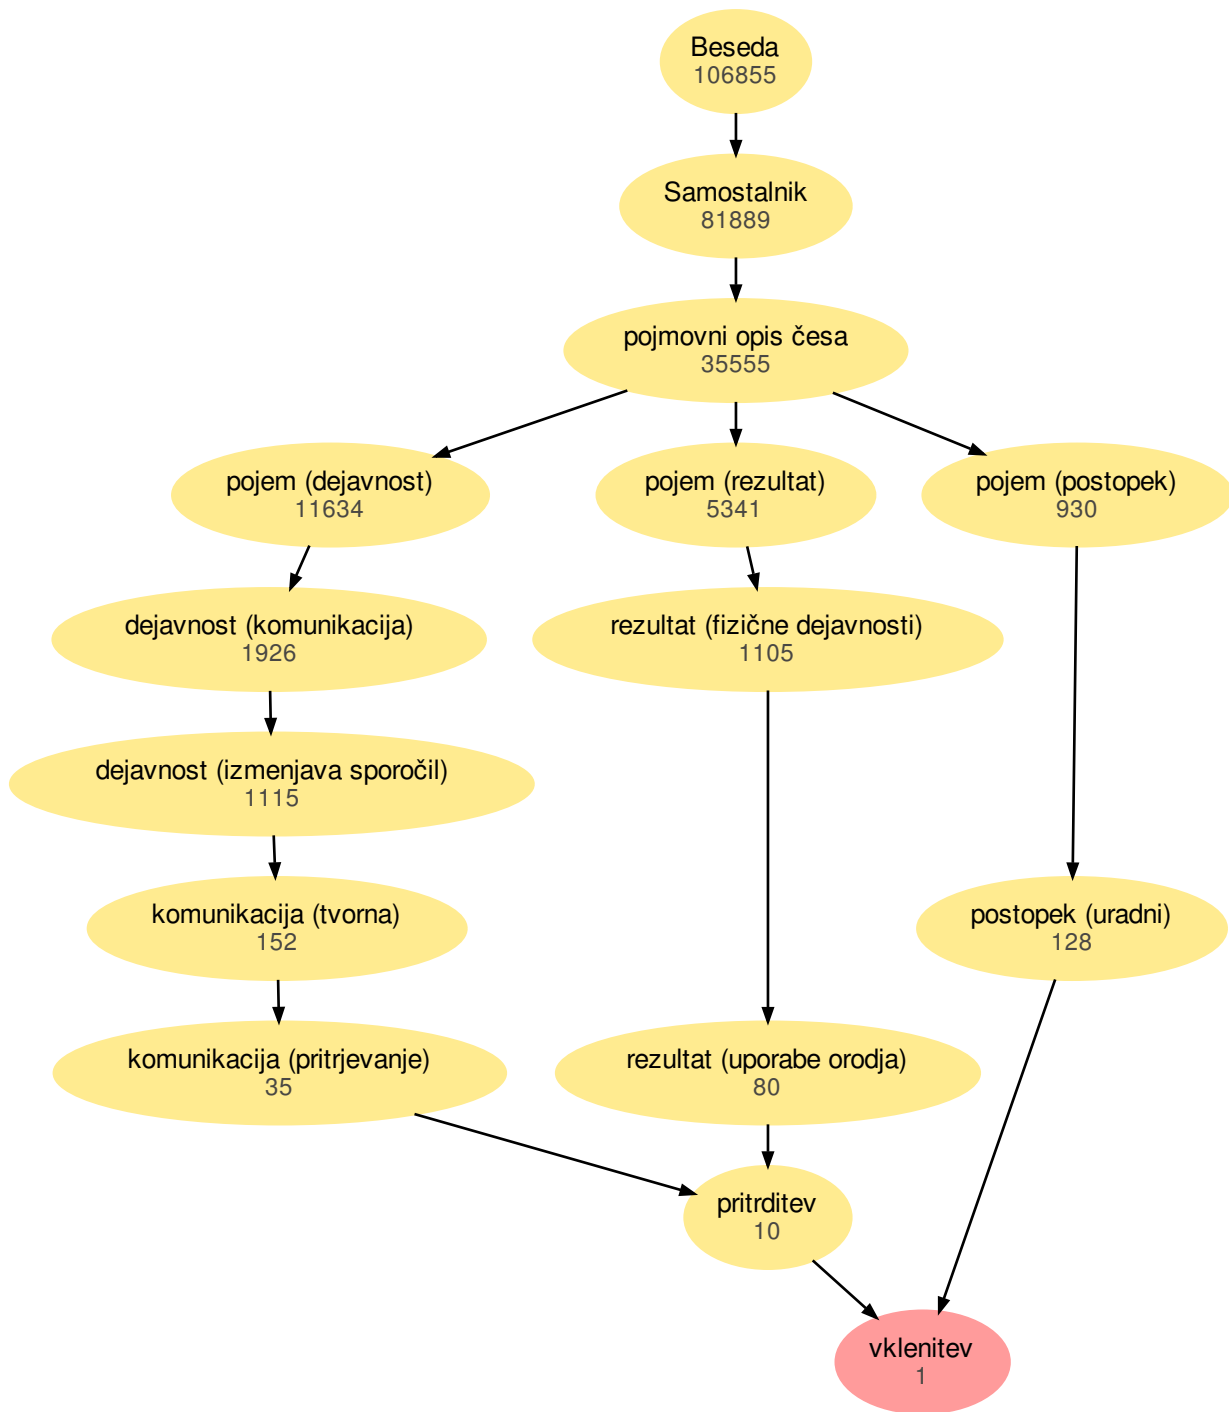 Beseda
106855
Samostalnik
81889
pojmovni opis česa
35555
pojem (dejavnost)
11634
pojem (rezultat)
5341
pojem (postopek)
930
dejavnost (komunikacija)
1926
rezultat (fizične dejavnosti)
1105
dejavnost (izmenjava sporočil)
1115
komunikacija (tvorna)
152
postopek (uradni)
128
komunikacija (pritrjevanje)
35
rezultat (uporabe orodja)
80
pritrditev
10
vklenitev
1